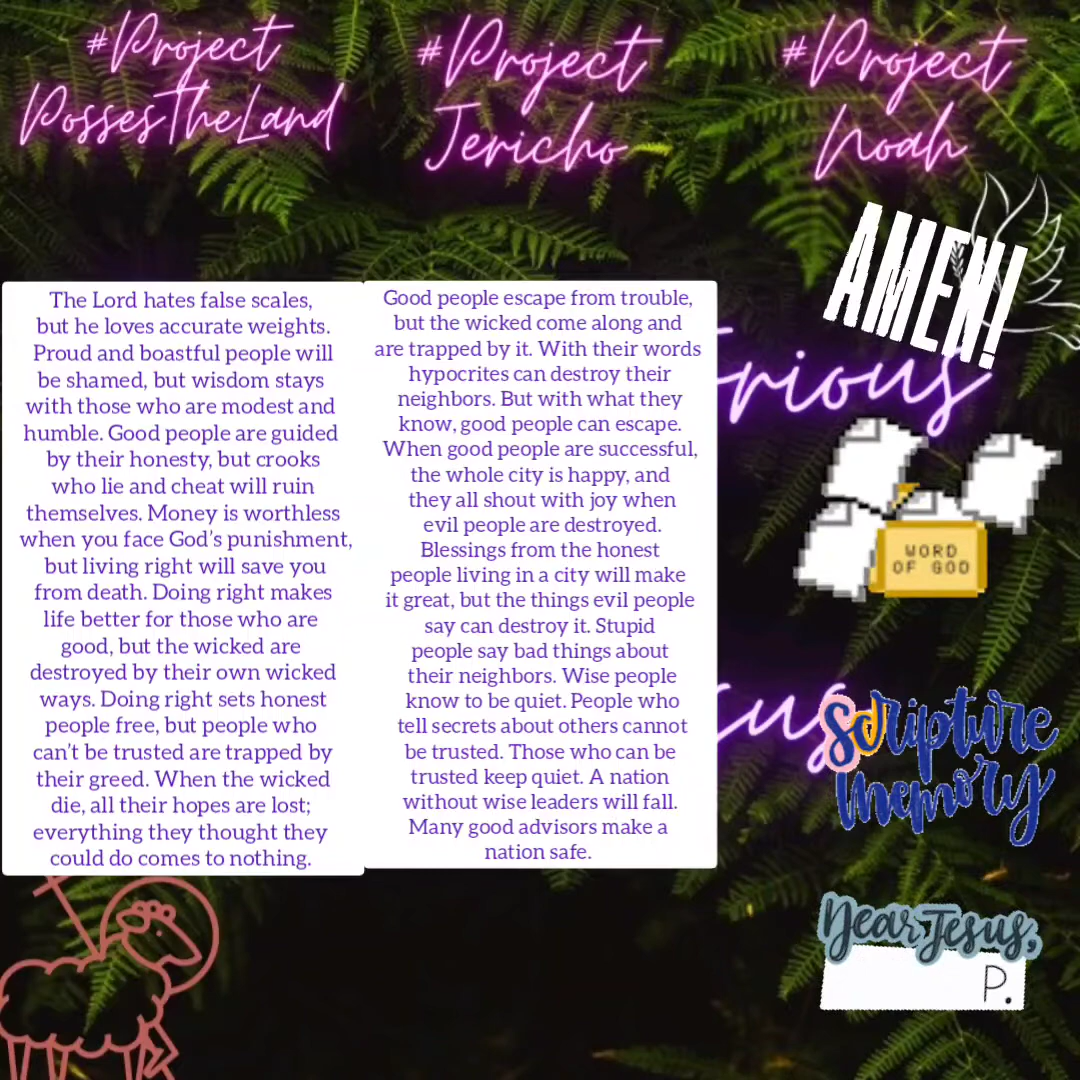 #Project
PossesTheLand
#Project
Jericho
#Project
Noah
AMEN!
The Lord hates false scales,
but he loves accurate weights.
Proud and boastful people will
be shamed, but wisdom stays
with those who are modest and
humble. Good people are guided
by their honesty, but crooks
who lie and cheat will ruin
themselves. Money is worthless
when you face God's punishment,
but living right will save you
from death. Doing right makes
life better for those who are
good, but the wicked are
destroyed by their own wicked
ways. Doing right sets honest
people free, but people who
can't be trusted are trapped by
their greed. When the wicked
die, all their hopes are lost;
everything they thought they
could do comes to nothing.
Good people escape from trouble,
but the wicked come along and
are trapped by it. With their words
hypocrites can destroy their
neighbors. But with what they
know, good people can escape.
When good people are successful,
the whole city is happy, and
they all shout with joy when
evil people are destroyed.
Blessings from the honest
people living in a city will make
it great, but the things evil people
say can destroy it. Stupid
people say bad things about
their neighbors. Wise people
know to be quiet. People who
tell secrets about others cannot
be trusted. Those who can be
trusted keep quiet. A nation
without wise leaders will fall.
Many good advisors make a
nation safe.
WORD
OF GOD
Scripture
memory
Dear Jesus,
P.